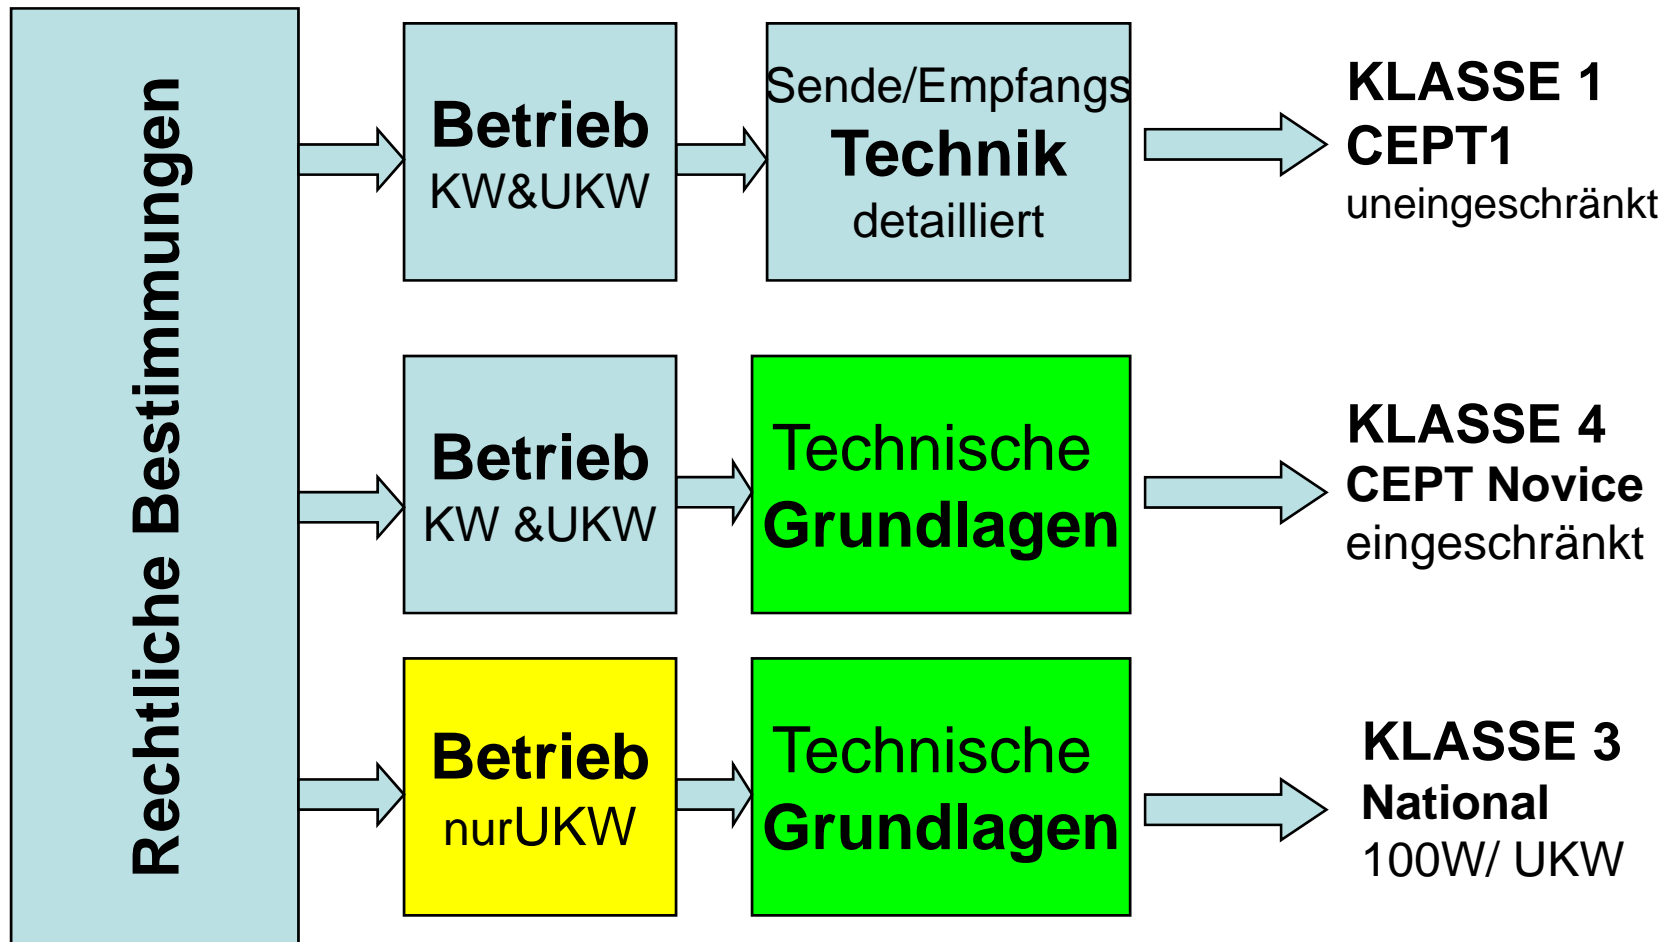 Rechtliche Bestimmungen
Betrieb
KW&UKW
Sende/Empfangs
Technik
detailliert
KLASSE 1
CEPT1
uneingeschränkt
Betrieb
KW &UKW
Technische
Grundlagen
KLASSE 4
CEPT Novice
eingeschränkt
Betrieb
nurUKW
Technische
Grundlagen
KLASSE 3
National
100W/ UKW